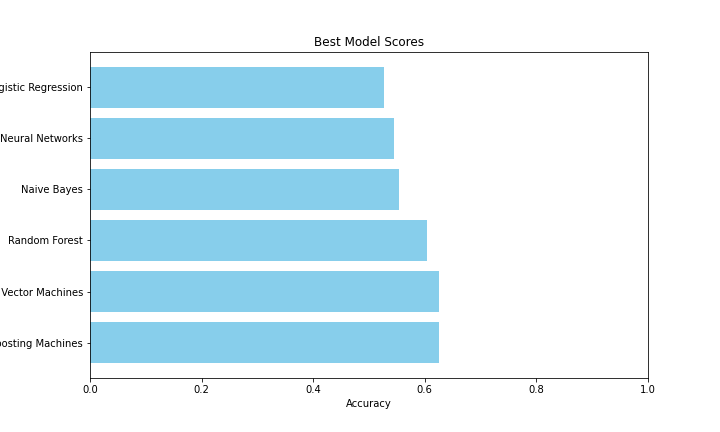 Best Model Scores
gistic Regression
Neural Networks
Naive Bayes
Random Forest
Vector Machines
osting Machines
0.0 0.2 0.4 0.6 0.8 1.0
Accuracy